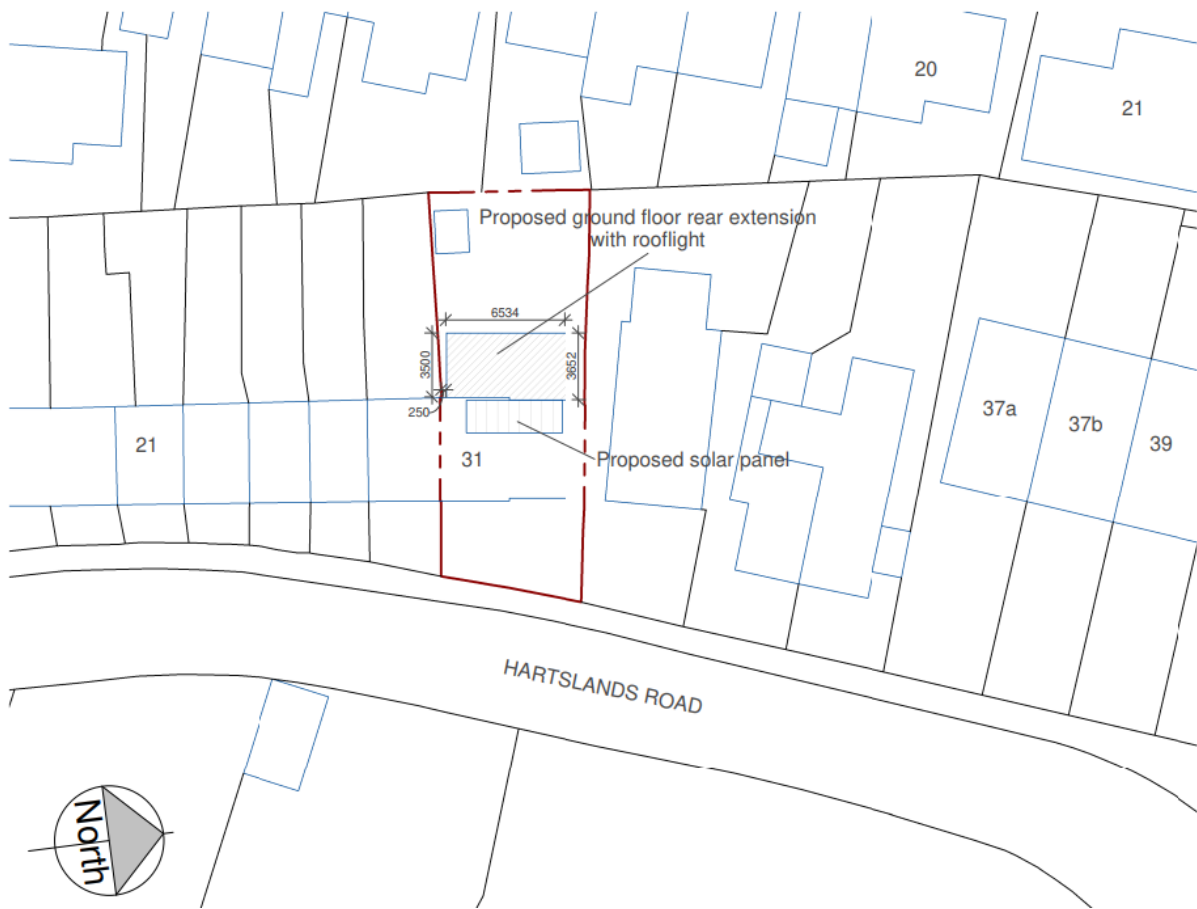 20
21
Proposed ground floor rear extension
with rooflight
6534
3500
3652
250
21
31
Proposed solar panel
37a
37b
39
HARTSLANDS ROAD
North